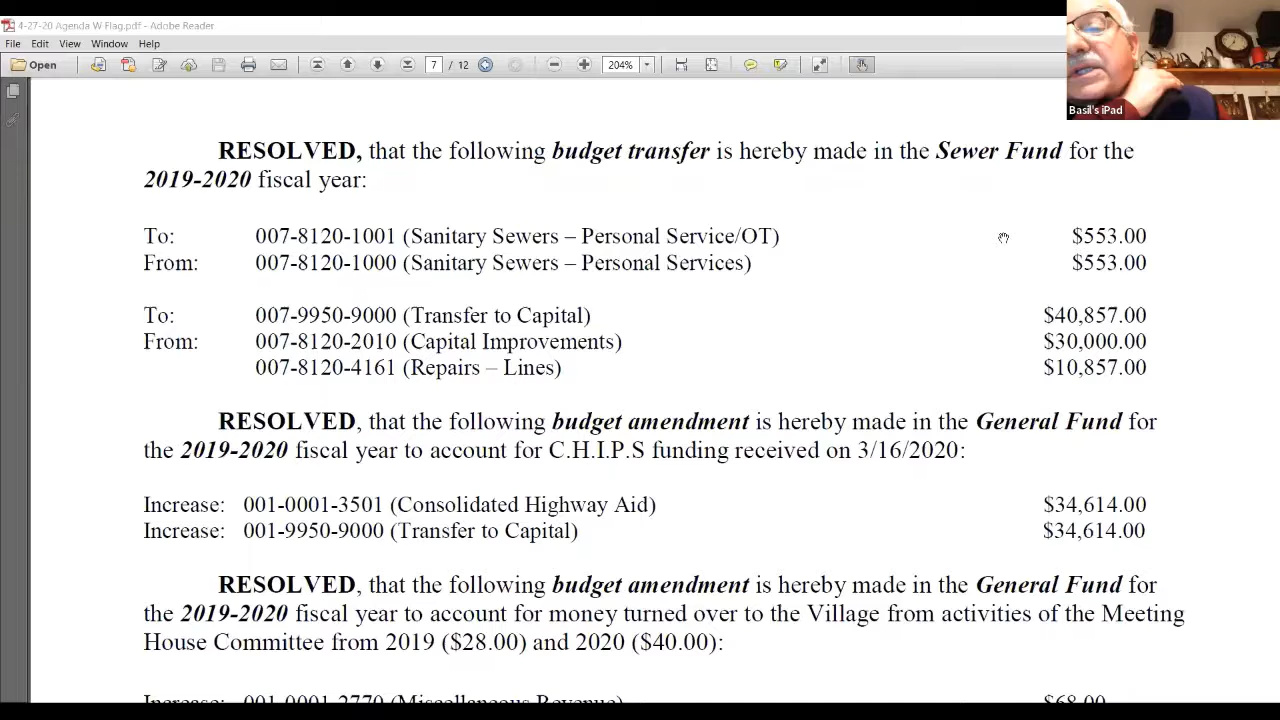 4-27-20 Agenda W Flag.pdf - Adobe Reader
File Edit View Window Help
Open 7 / 12 204%
Basil's iPad
RESOLVED, that the following budget transfer is hereby made in the Sewer Fund for the
2019-2020 fiscal year:
To: 007-8120-1001 (Sanitary Sewers – Personal Service/OT) $553.00
From: 007-8120-1000 (Sanitary Sewers – Personal Services) $553.00
To: 007-9950-9000 (Transfer to Capital) $40,857.00
From: 007-8120-2010 (Capital Improvements) $30,000.00
007-8120-4161 (Repairs – Lines) $10,857.00
RESOLVED, that the following budget amendment is hereby made in the General Fund for
the 2019-2020 fiscal year to account for C.H.I.P.S funding received on 3/16/2020:
Increase: 001-0001-3501 (Consolidated Highway Aid) $34,614.00
Increase: 001-9950-9000 (Transfer to Capital) $34,614.00
RESOLVED, that the following budget amendment is hereby made in the General Fund for
the 2019-2020 fiscal year to account for money turned over to the Village from activities of the Meeting
House Committee from 2019 ($28.00) and 2020 ($40.00):
Increase: 001-0001-2770 (Miscellaneous Revenue) $68.00